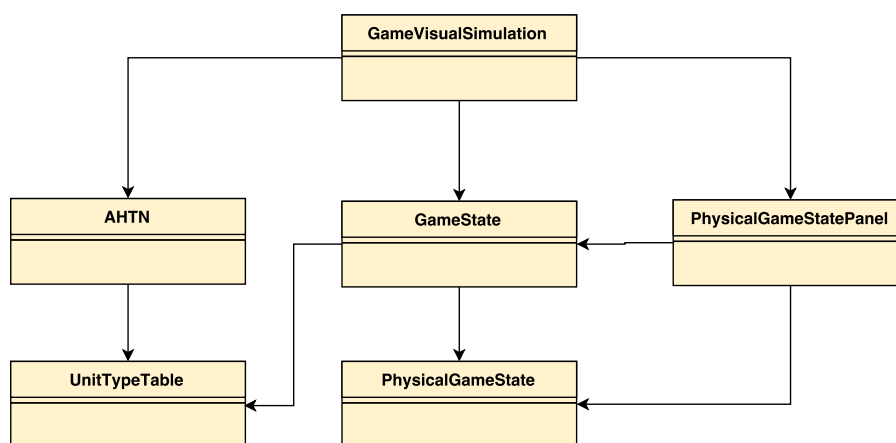 GameVisualSimulation
AHTN
GameState
PhysicalGameStatePanel
UnitTypeTable
PhysicalGameState